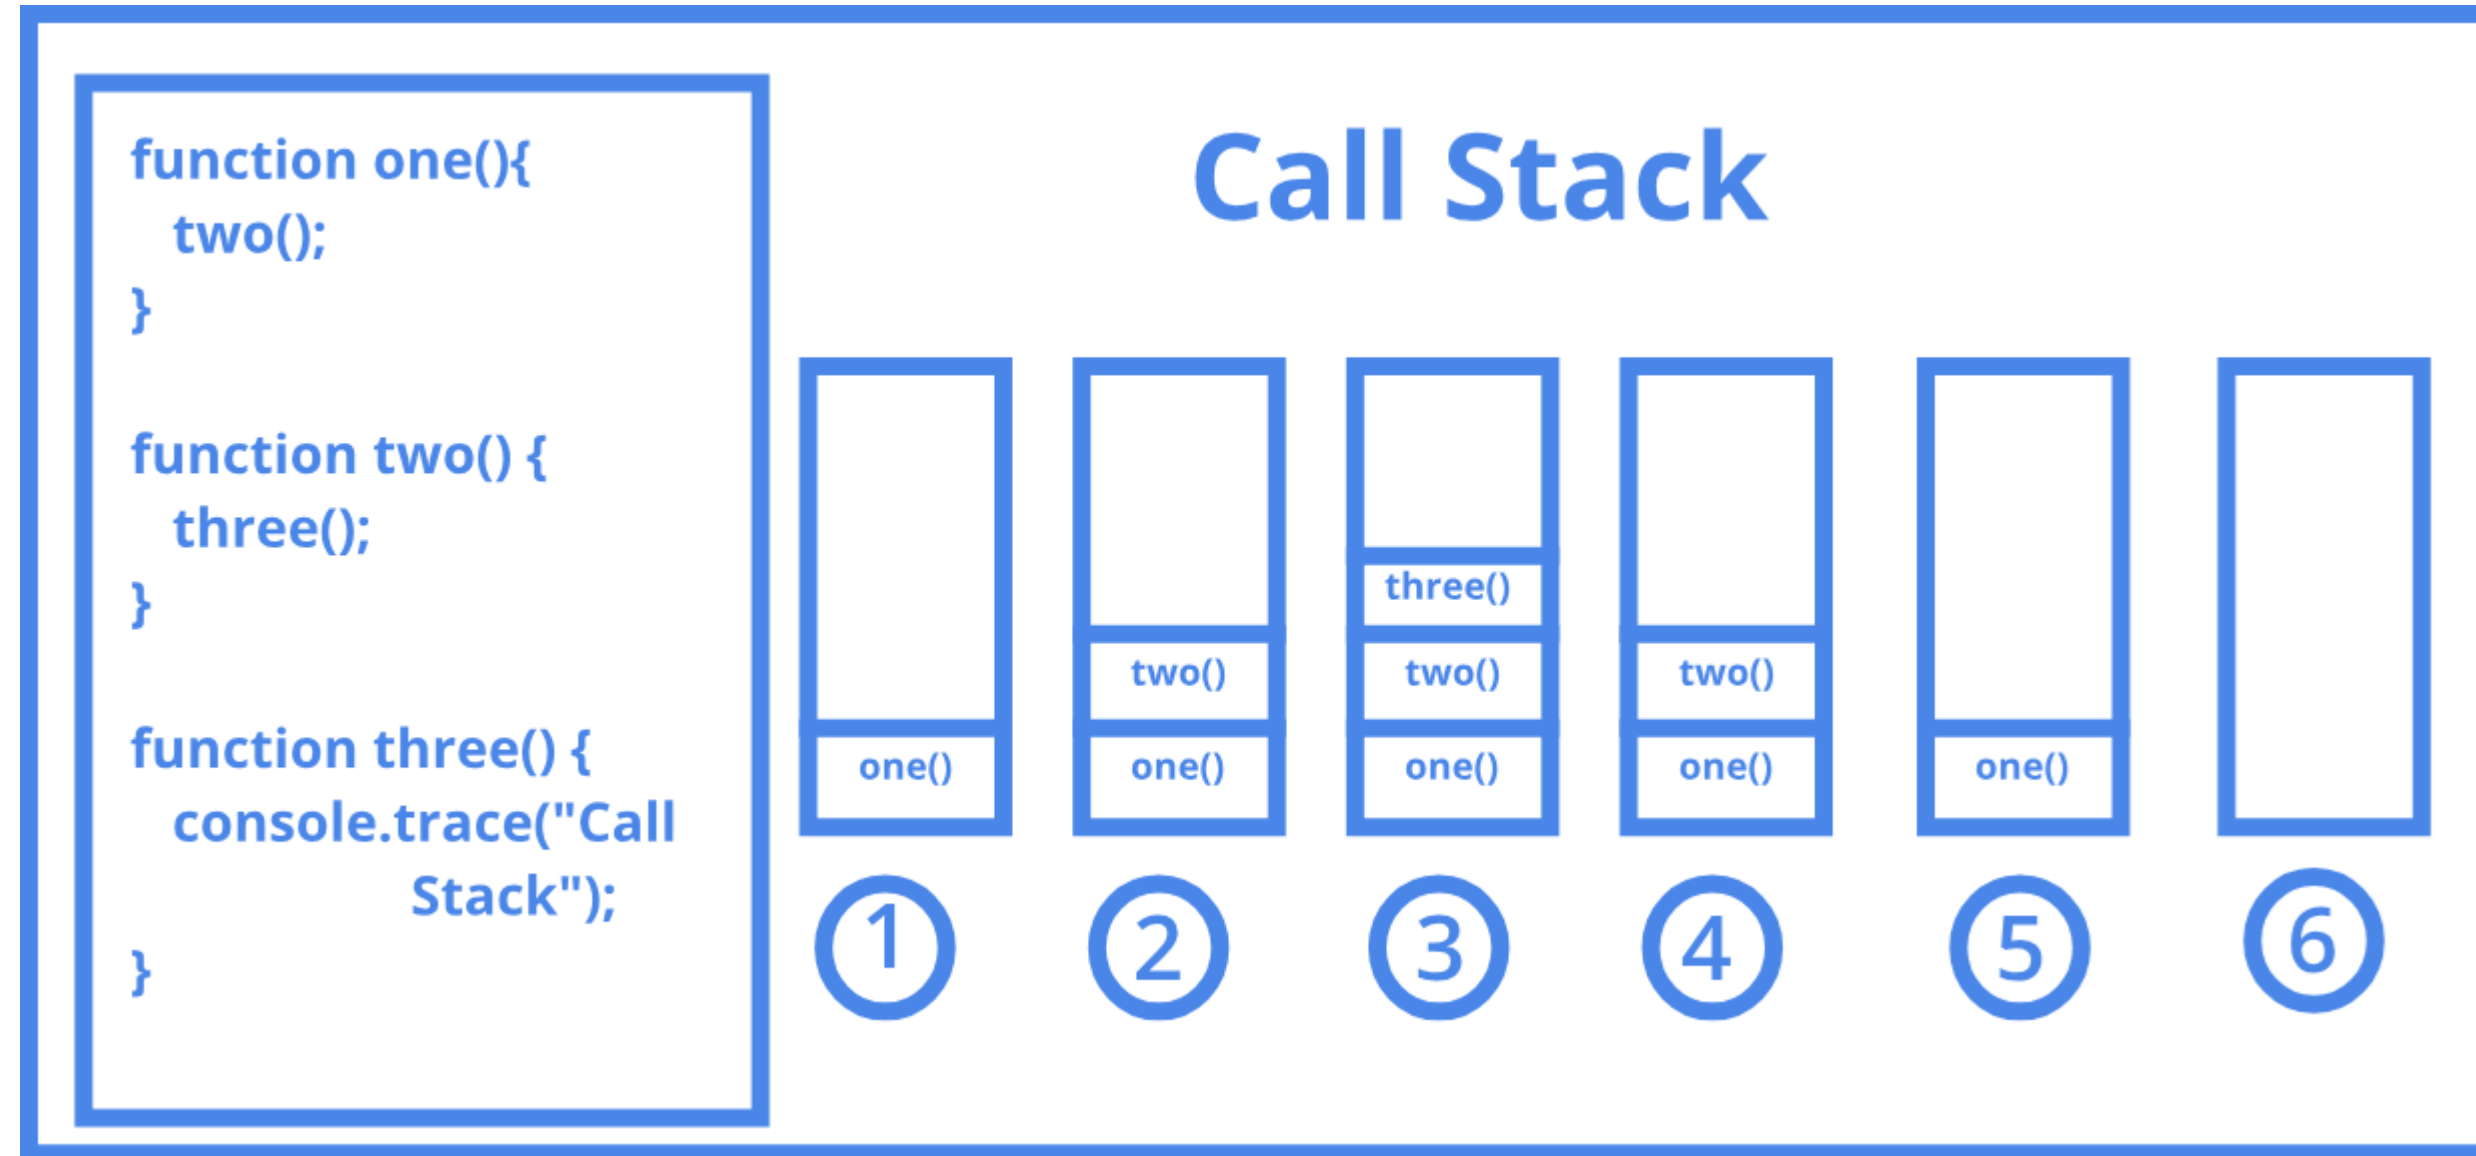 function one(){
two();
}
function two() {
three();
}
function three() {
console.trace("Call
Stack");
}
Call Stack
one()
1
two()
one()
2
three()
two()
one()
3
two()
one()
4
one()
5
6